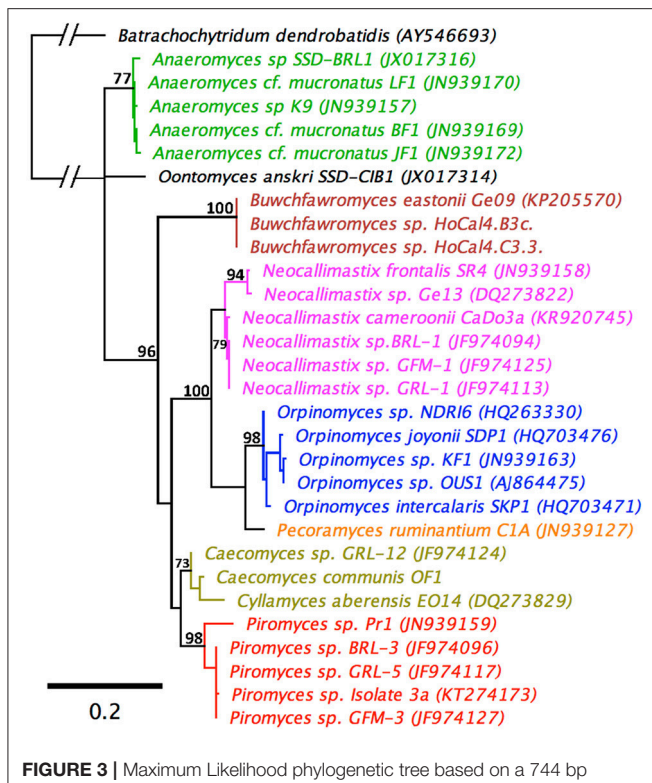 Batrachochytridum dendrobatidis (AY546693)
Anaeromyces sp SSD-BRL1 (JX017316)
77
Anaeromyces cf. mucronatus LF1 (JN939170)
Anaeromyces sp K9 (JN939157)
Anaeromyces cf. mucronatus BF1 (JN939169)
Anaeromyces cf. mucronatus JF1 (JN939172)
Oontomyces anskri SSD-CIB1 (JX017314)
Buwchfawromyces eastonii Ge09 (KP205570)
100
Buwchfawromyces sp. HoCal4.B3c.
Buwchfawromyces sp. HoCal4.C3.3.
Neocallimastix frontalis SR4 (JN939158)
94
Neocallimastix sp. Ge13 (DQ273822)
Neocallimastix cameroonii CaDo3a (KR920745)
Neocallimastix sp.BRL-1 (JF974094)
79
96
Neocallimastix sp. GFM-1 (JF974125)
Neocallimastix sp. GRL-1 (JF974113)
100
Orpinomyces sp. NDRI6 (HQ263330)
98
Orpinomyces joyonii SDP1 (HQ703476)
Orpinomyces sp. KF1 (JN939163)
Orpinomyces sp. OUS1 (AJ864475)
Orpinomyces intercalaris SKP1 (HQ703471)
Pecoramyces ruminantium C1A (JN939127)
Caecomyces sp. GRL-12 (JF974124)
73
Caecomyces communis OF1
Cyllamyces aberensis EO14 (DQ273829)
Piromyces sp. Pr1 (JN939159)
98
Piromyces sp. BRL-3 (JF974096)
Piromyces sp. GRL-5 (JF974117)
Piromyces sp. Isolate 3a (KT274173)
Piromyces sp. GFM-3 (JF974127)
0.2
FIGURE 3 | Maximum Likelihood phylogenetic tree based on a 744 bp